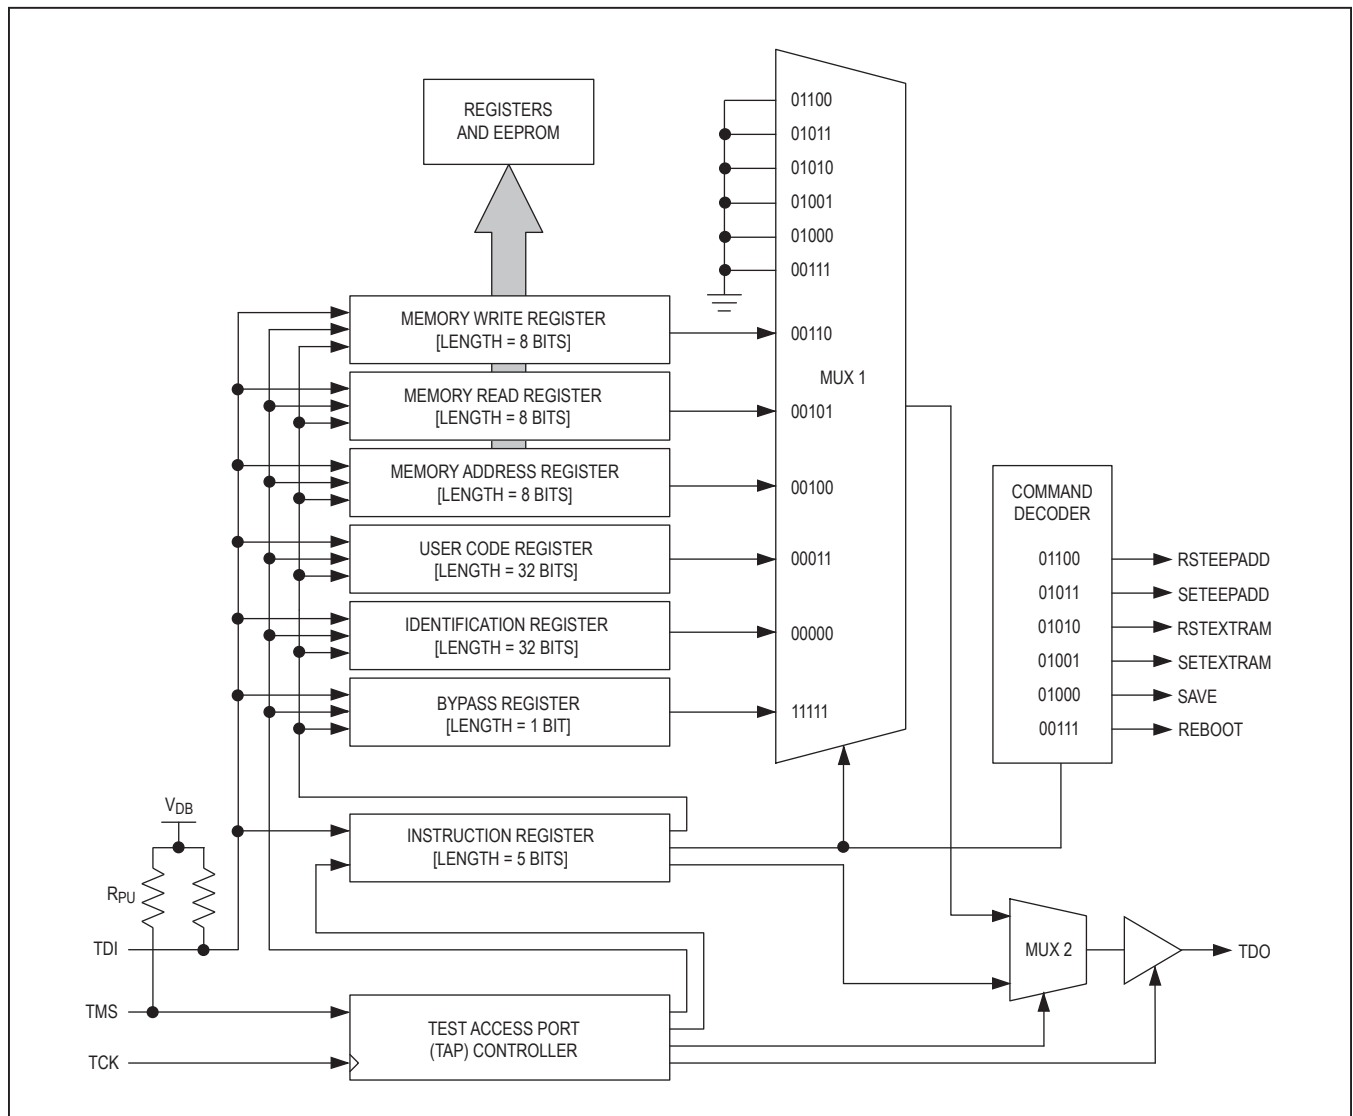 REGISTERS
AND EEPROM
01100
01011
01010
01001
01000
00111
MEMORY WRITE REGISTER
[LENGTH = 8 BITS]
00110
MUX 1
MEMORY READ REGISTER
[LENGTH = 8 BITS]
00101
MEMORY ADDRESS REGISTER
[LENGTH = 8 BITS]
00100
USER CODE REGISTER
[LENGTH = 32 BITS]
00011
IDENTIFICATION REGISTER
[LENGTH = 32 BITS]
00000
BYPASS REGISTER
[LENGTH = 1 BIT]
11111
COMMAND
DECODER
01100 RSTEEPADD
01011 SETEEPADD
01010 RSTEXTRAM
01001 SETEXTRAM
01000 SAVE
00111 REBOOT
VDB
RPU
INSTRUCTION REGISTER
[LENGTH = 5 BITS]
TDI
TMS
TCK
TEST ACCESS PORT
(TAP) CONTROLLER
MUX 2
TDO